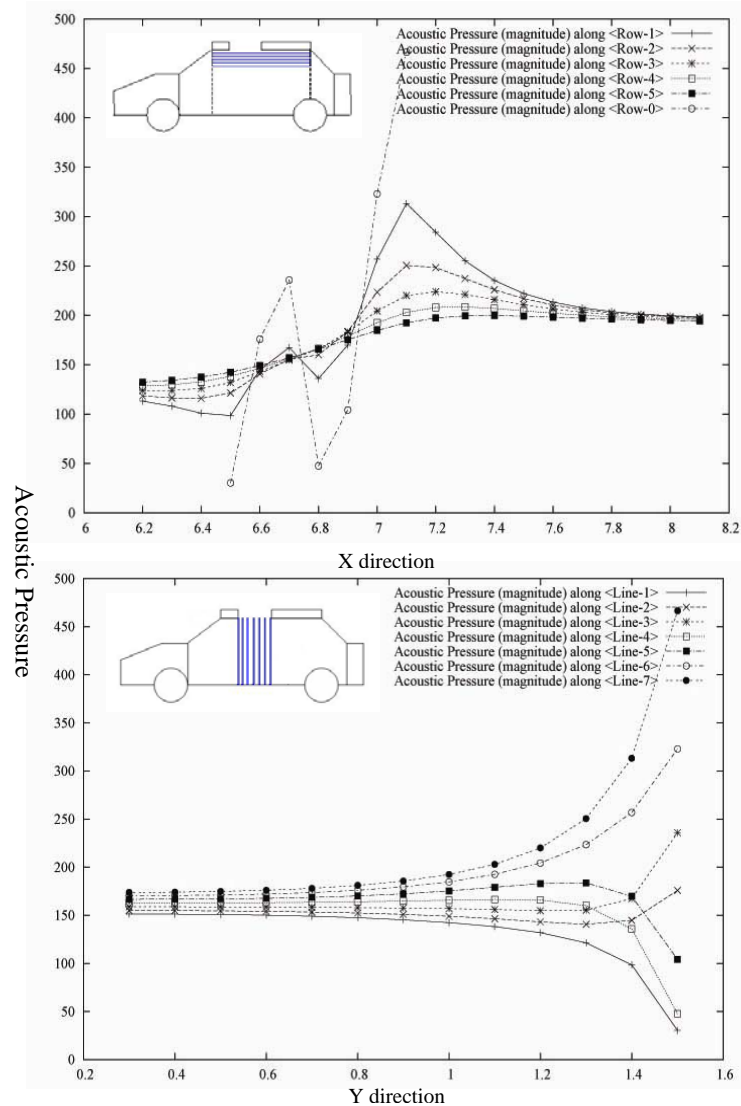 500
450
400
350
300
250
200
150
100
50
0
Acoustic Pressure (magnitude) along <Row-1>
Acoustic Pressure (magnitude) along <Row-2>
Acoustic Pressure (magnitude) along <Row-3>
Acoustic Pressure (magnitude) along <Row-4>
Acoustic Pressure (magnitude) along <Row-5>
Acoustic Pressure (magnitude) along <Row-0>
6 6.2 6.4 6.6 6.8 7 7.2 7.4 7.6 7.8 8 8.2
X direction
Acoustic Pressure
500
450
400
350
300
250
200
150
100
50
0
Acoustic Pressure (magnitude) along <Line-1>
Acoustic Pressure (magnitude) along <Line-2>
Acoustic Pressure (magnitude) along <Line-3>
Acoustic Pressure (magnitude) along <Line-4>
Acoustic Pressure (magnitude) along <Line-5>
Acoustic Pressure (magnitude) along <Line-6>
Acoustic Pressure (magnitude) along <Line-7>
0.2 0.4 0.6 0.8 1 1.2 1.4 1.6
Y direction